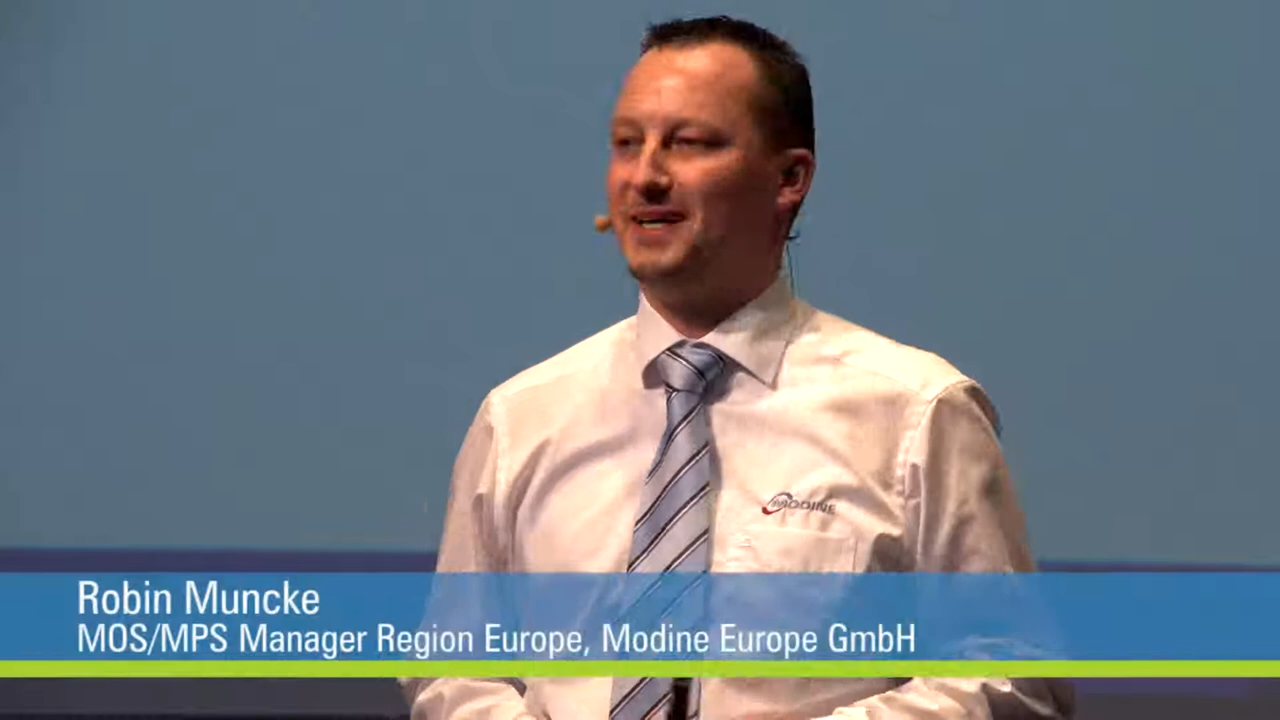 MODINE
Robin Muncke
MOS/MPS Manager Region Europe, Modine Europe GmbH